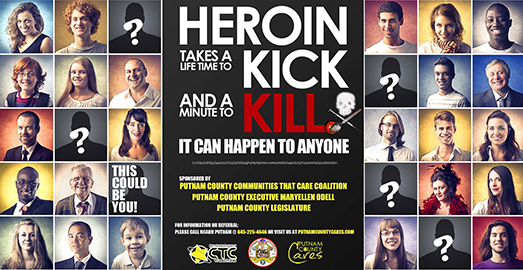 HEROIN
TAKES A
LIFE TIME TO
KICK
AND A
MINUTE TO
KILL
IT CAN HAPPEN TO ANYONE
SPONSORED BY
PUTNAM COUNTY COMMUNITIES THAT CARE COALITION
PUTNAM COUNTY EXECUTIVE MARYELLEN ODELL
PUTNAM COUNTY LEGISLATURE
FOR INFORMATION OR REFERRAL:
PLEASE CALL NCADD PUTNAM @ 845-225-4646 OR VISIT US AT PUTNAMCOUNTYCARES.COM
CTC
PUTNAM
COUNTY
Cares
?
?
THIS
COULD
BE
YOU!
?
?
?